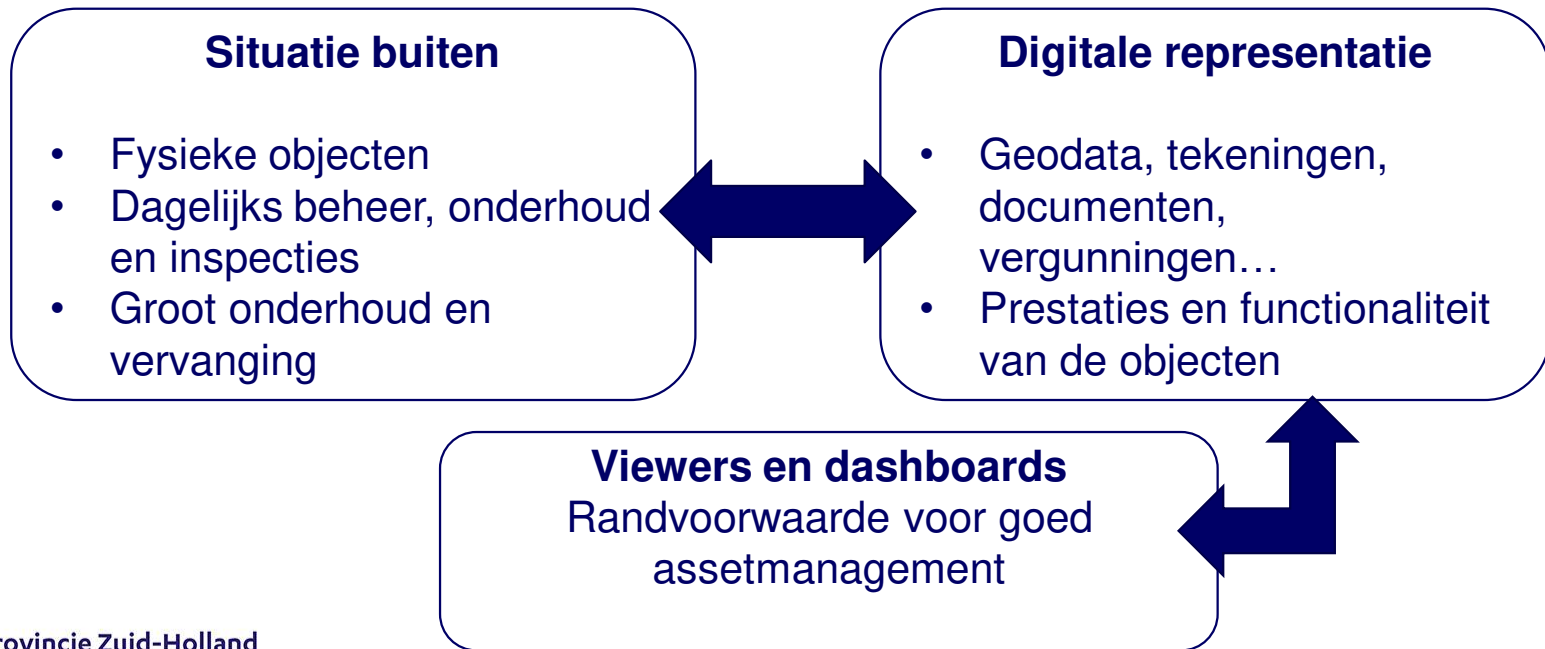 Situatie buiten
• Fysieke objecten
• Dagelijks beheer, onderhoud
en inspecties
• Groot onderhoud en
vervanging
Digitale representatie
• Geodata, tekeningen,
documenten,
vergunningen…
• Prestaties en functionaliteit
van de objecten
Viewers en dashboards
Randvoorwaarde voor goed
assetmanagement
rovincie Zuid-Holland